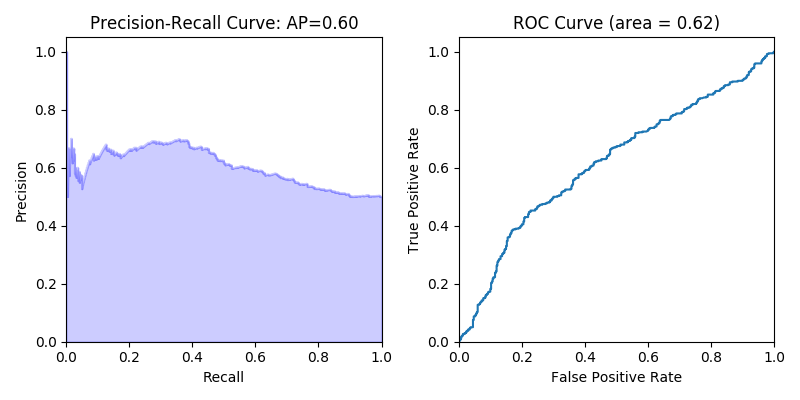 Precision-Recall Curve: AP=0.60
1.0
0.8
0.6
0.4
0.2
0.0
Precision
0.0 0.2 0.4 0.6 0.8 1.0
Recall
ROC Curve (area = 0.62)
1.0
0.8
0.6
0.4
0.2
0.0
True Positive Rate
0.0 0.2 0.4 0.6 0.8 1.0
False Positive Rate